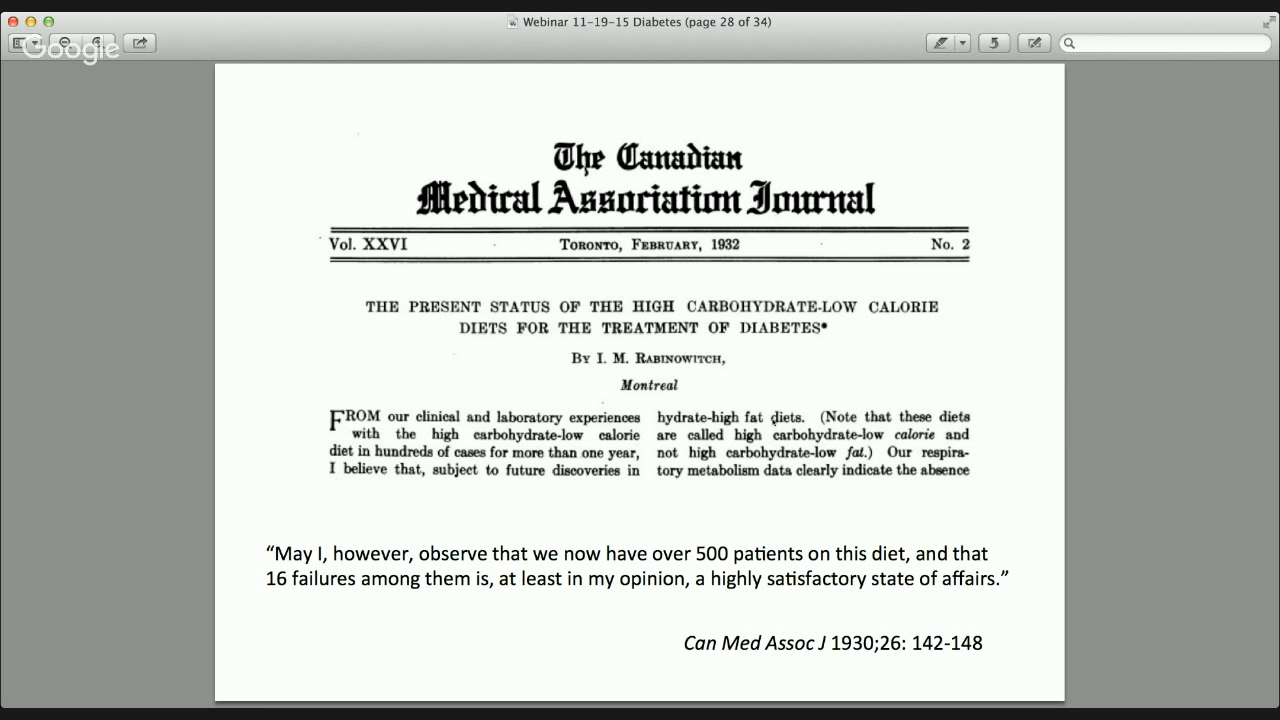 Webinar 11-19-15 Diabetes (page 28 of 34)
Google
The Canadian
Medical Association Journal
Vol. XXVI TORONTO, FEBRUARY, 1932 No. 2
THE PRESENT STATUS OF THE HIGH CARBOHYDRATE-LOW CALORIE
DIETS FOR THE TREATMENT OF DIABETES*
BY I. M. RABINOWITCH,
Montreal
FROM our clinical and laboratory experiences
with the high carbohydrate-low calorie
diet in hundreds of cases for more than one year,
I believe that, subject to future discoveries in
hydrate-high fat diets. (Note that these diets
are called high carbohydrate-low calorie and
not high carbohydrate-low fat.) Our respira-
tory metabolism data clearly indicate the absence
“May I, however, observe that we now have over 500 patients on this diet, and that
16 failures among them is, at least in my opinion, a highly satisfactory state of affairs.”
Can Med Assoc J 1930;26: 142-148